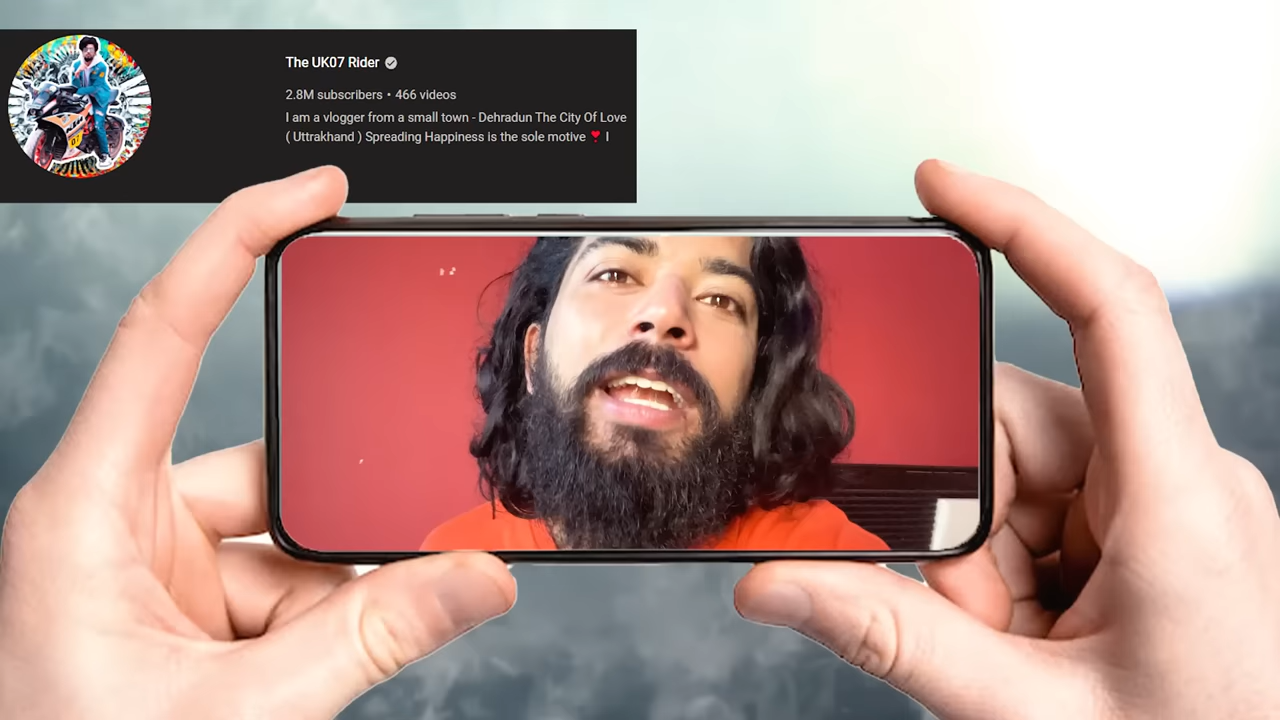 The UK07 Rider
2.8M subscribers • 466 videos
I am a vlogger from a small town - Dehradun The City Of Love
( Uttrakhand ) Spreading Happiness is the sole motive ❣️ I
07